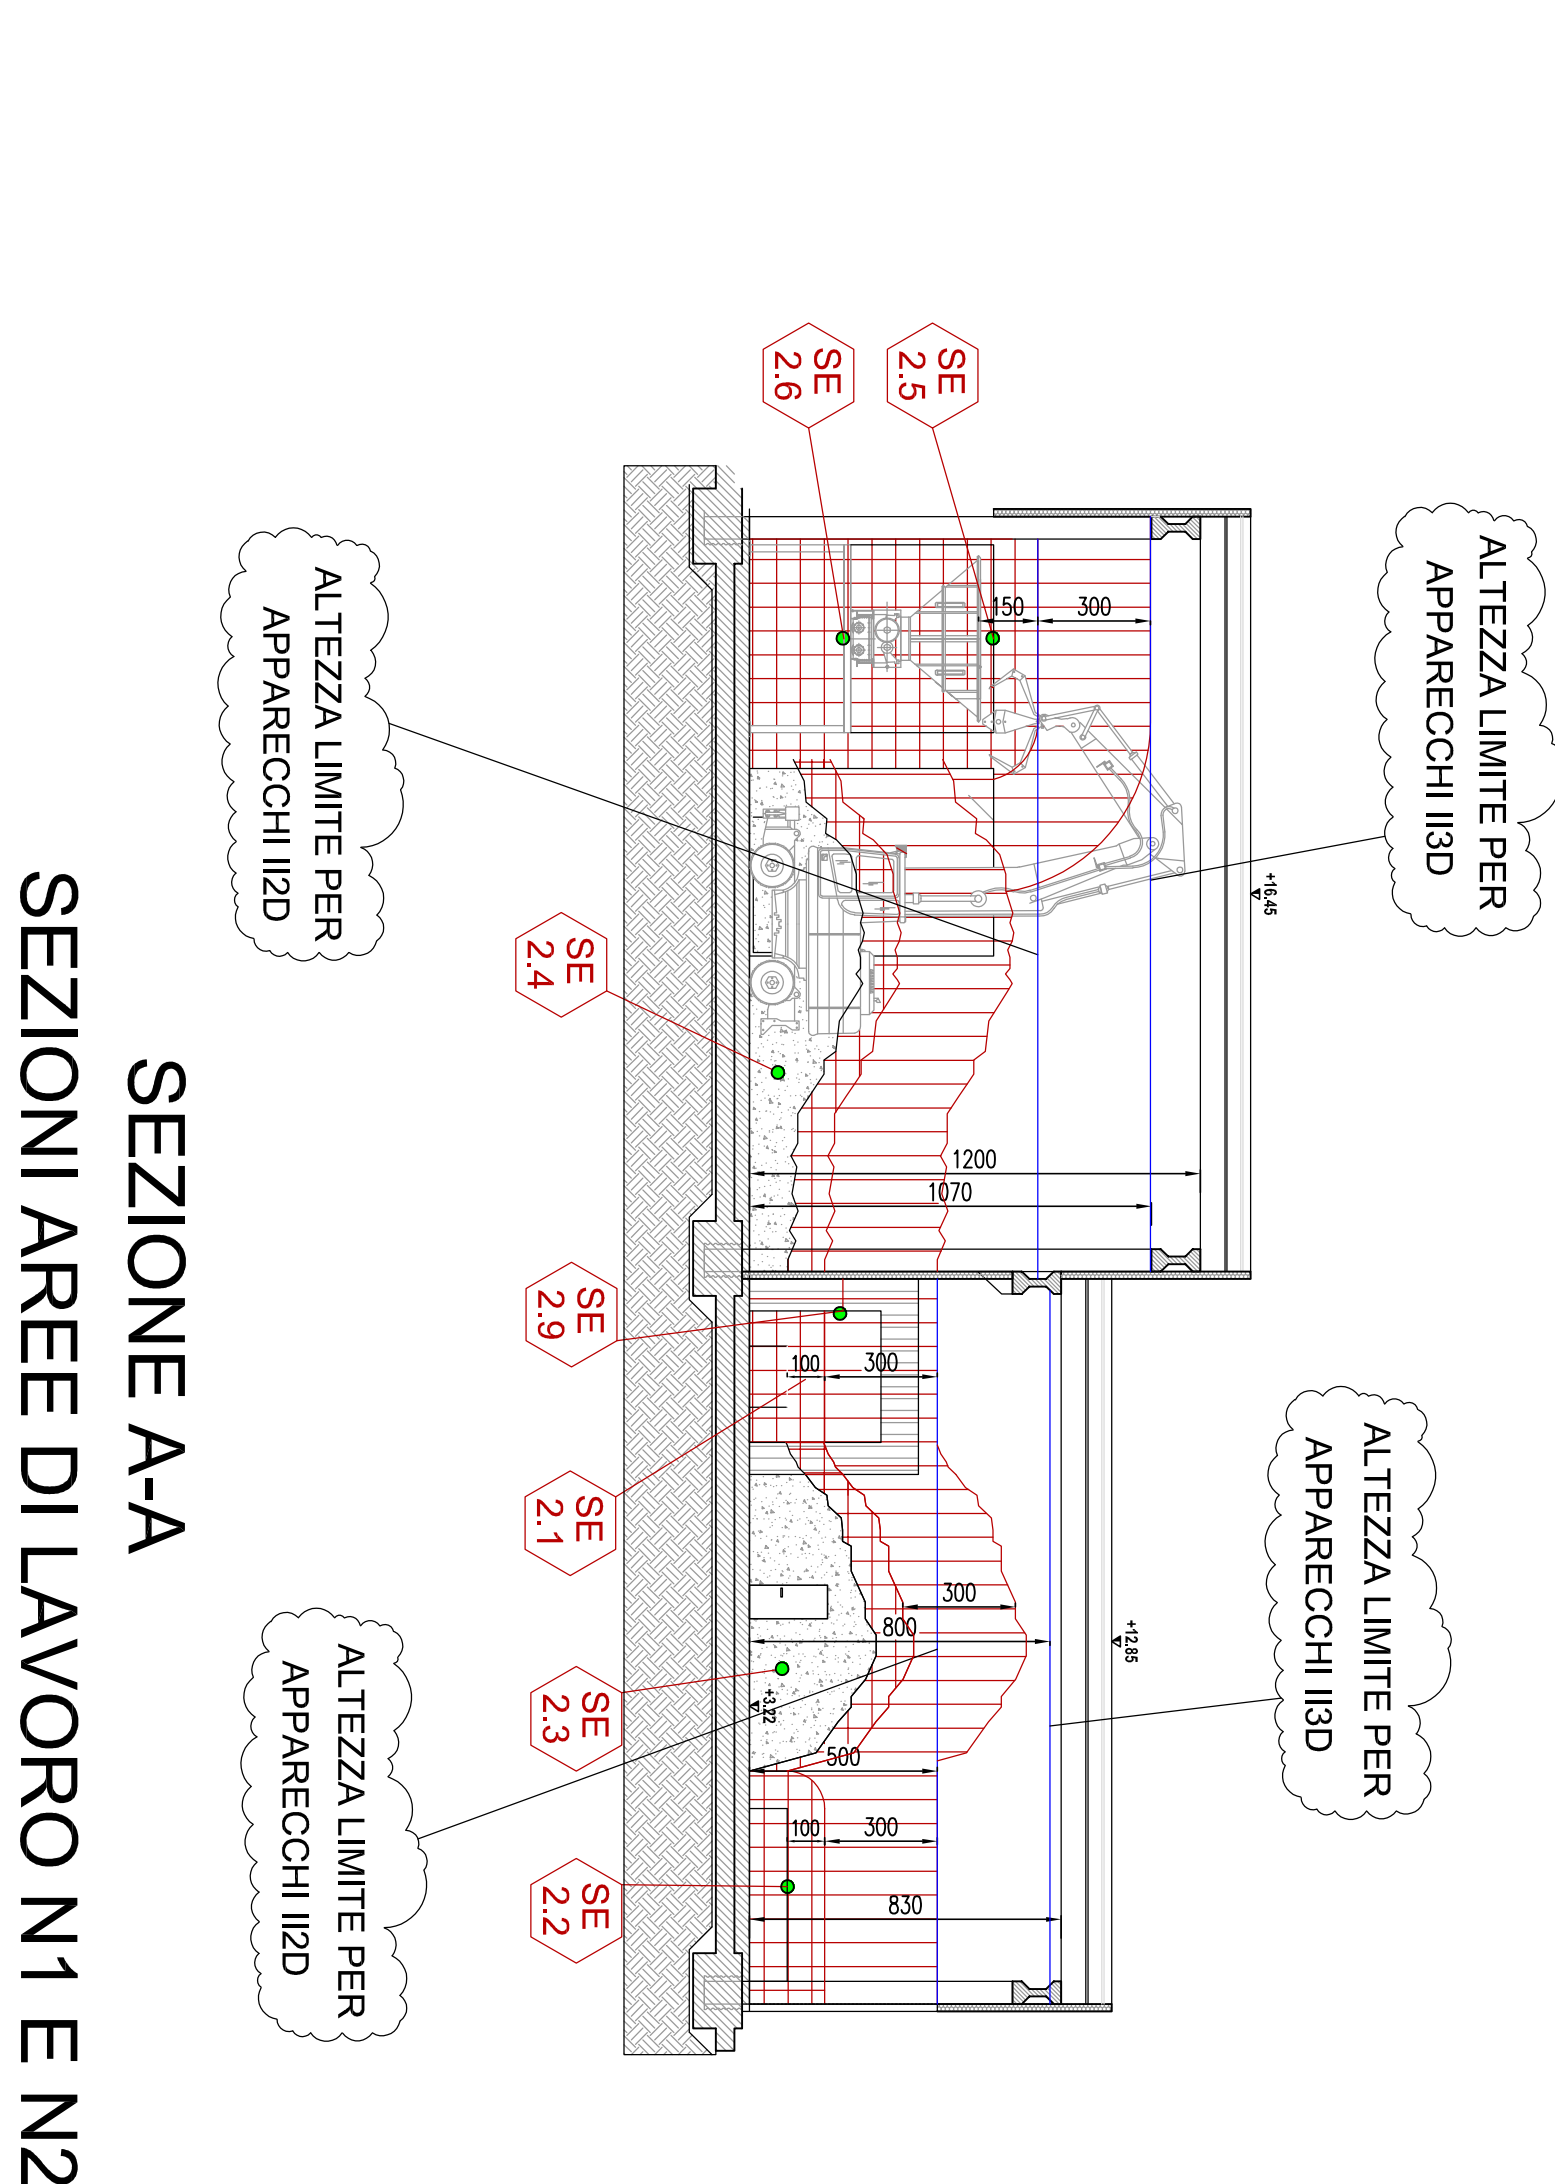 ALTEZZA LIMITE PER
APPARECCHI II3D
ALTEZZA LIMITE PER
APPARECCHI II3D
+16.45
+12.85
SE
2.5
SE
2.6
150
300
1200
1070
100
300
300
800
+3.22
500
100
300
830
SE
2.4
SE
2.9
SE
2.1
SE
2.3
SE
2.2
ALTEZZA LIMITE PER
APPARECCHI II2D
ALTEZZA LIMITE PER
APPARECCHI II2D
SEZIONE A-A
SEZIONI AREE DI LAVORO N1 E N2